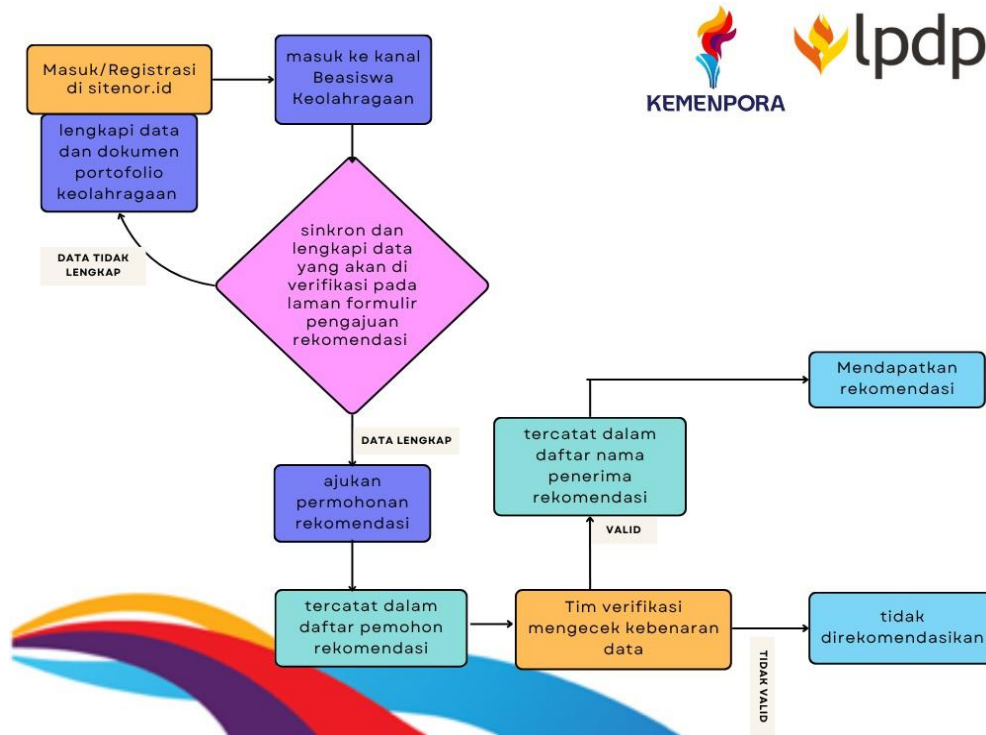 KEMENPORA
lpdp
Masuk/Registrasi
di sitenor.id
masuk ke kanal
Beasiswa
Keolahragaan
lengkapi data
dan dokumen
portofolio
keolahragaan
DATA TIDAK
LENGKAP
sinkron dan
lengkapi data
yang akan di
verifikasi pada
laman formulir
pengajuan
rekomendasi
DATA LENGKAP
ajukan
permohonan
rekomendasi
tercatat dalam
daftar pemohon
rekomendasi
Tim verifikasi
mengecek kebenaran
data
VALID
tercatat dalam
daftar nama
penerima
rekomendasi
Mendapatkan
rekomendasi
TIDAK VALID
tidak
direkomendasikan